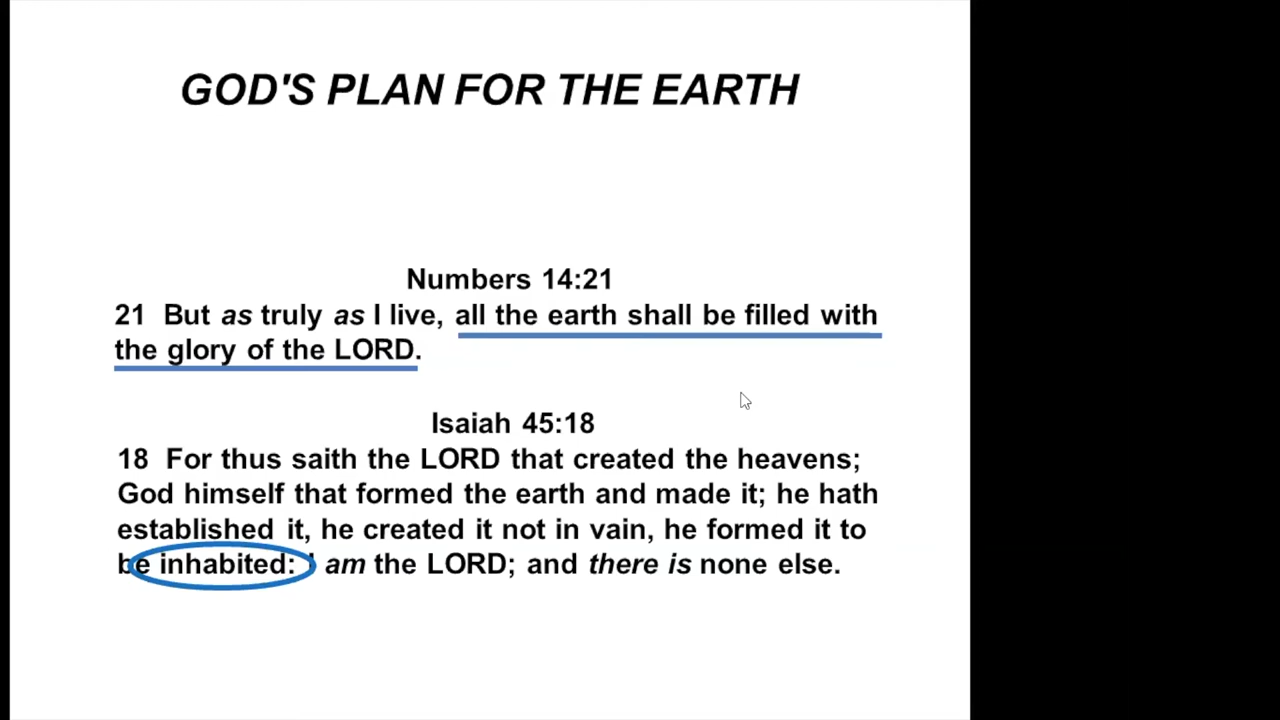 GOD'S PLAN FOR THE EARTH
Numbers 14:21
21 But as truly as I live, all the earth shall be filled with
the glory of the LORD.
Isaiah 45:18
18 For thus saith the LORD that created the heavens;
God himself that formed the earth and made it; he hath
established it, he created it not in vain, he formed it to
be inhabited: I am the LORD; and there is none else.